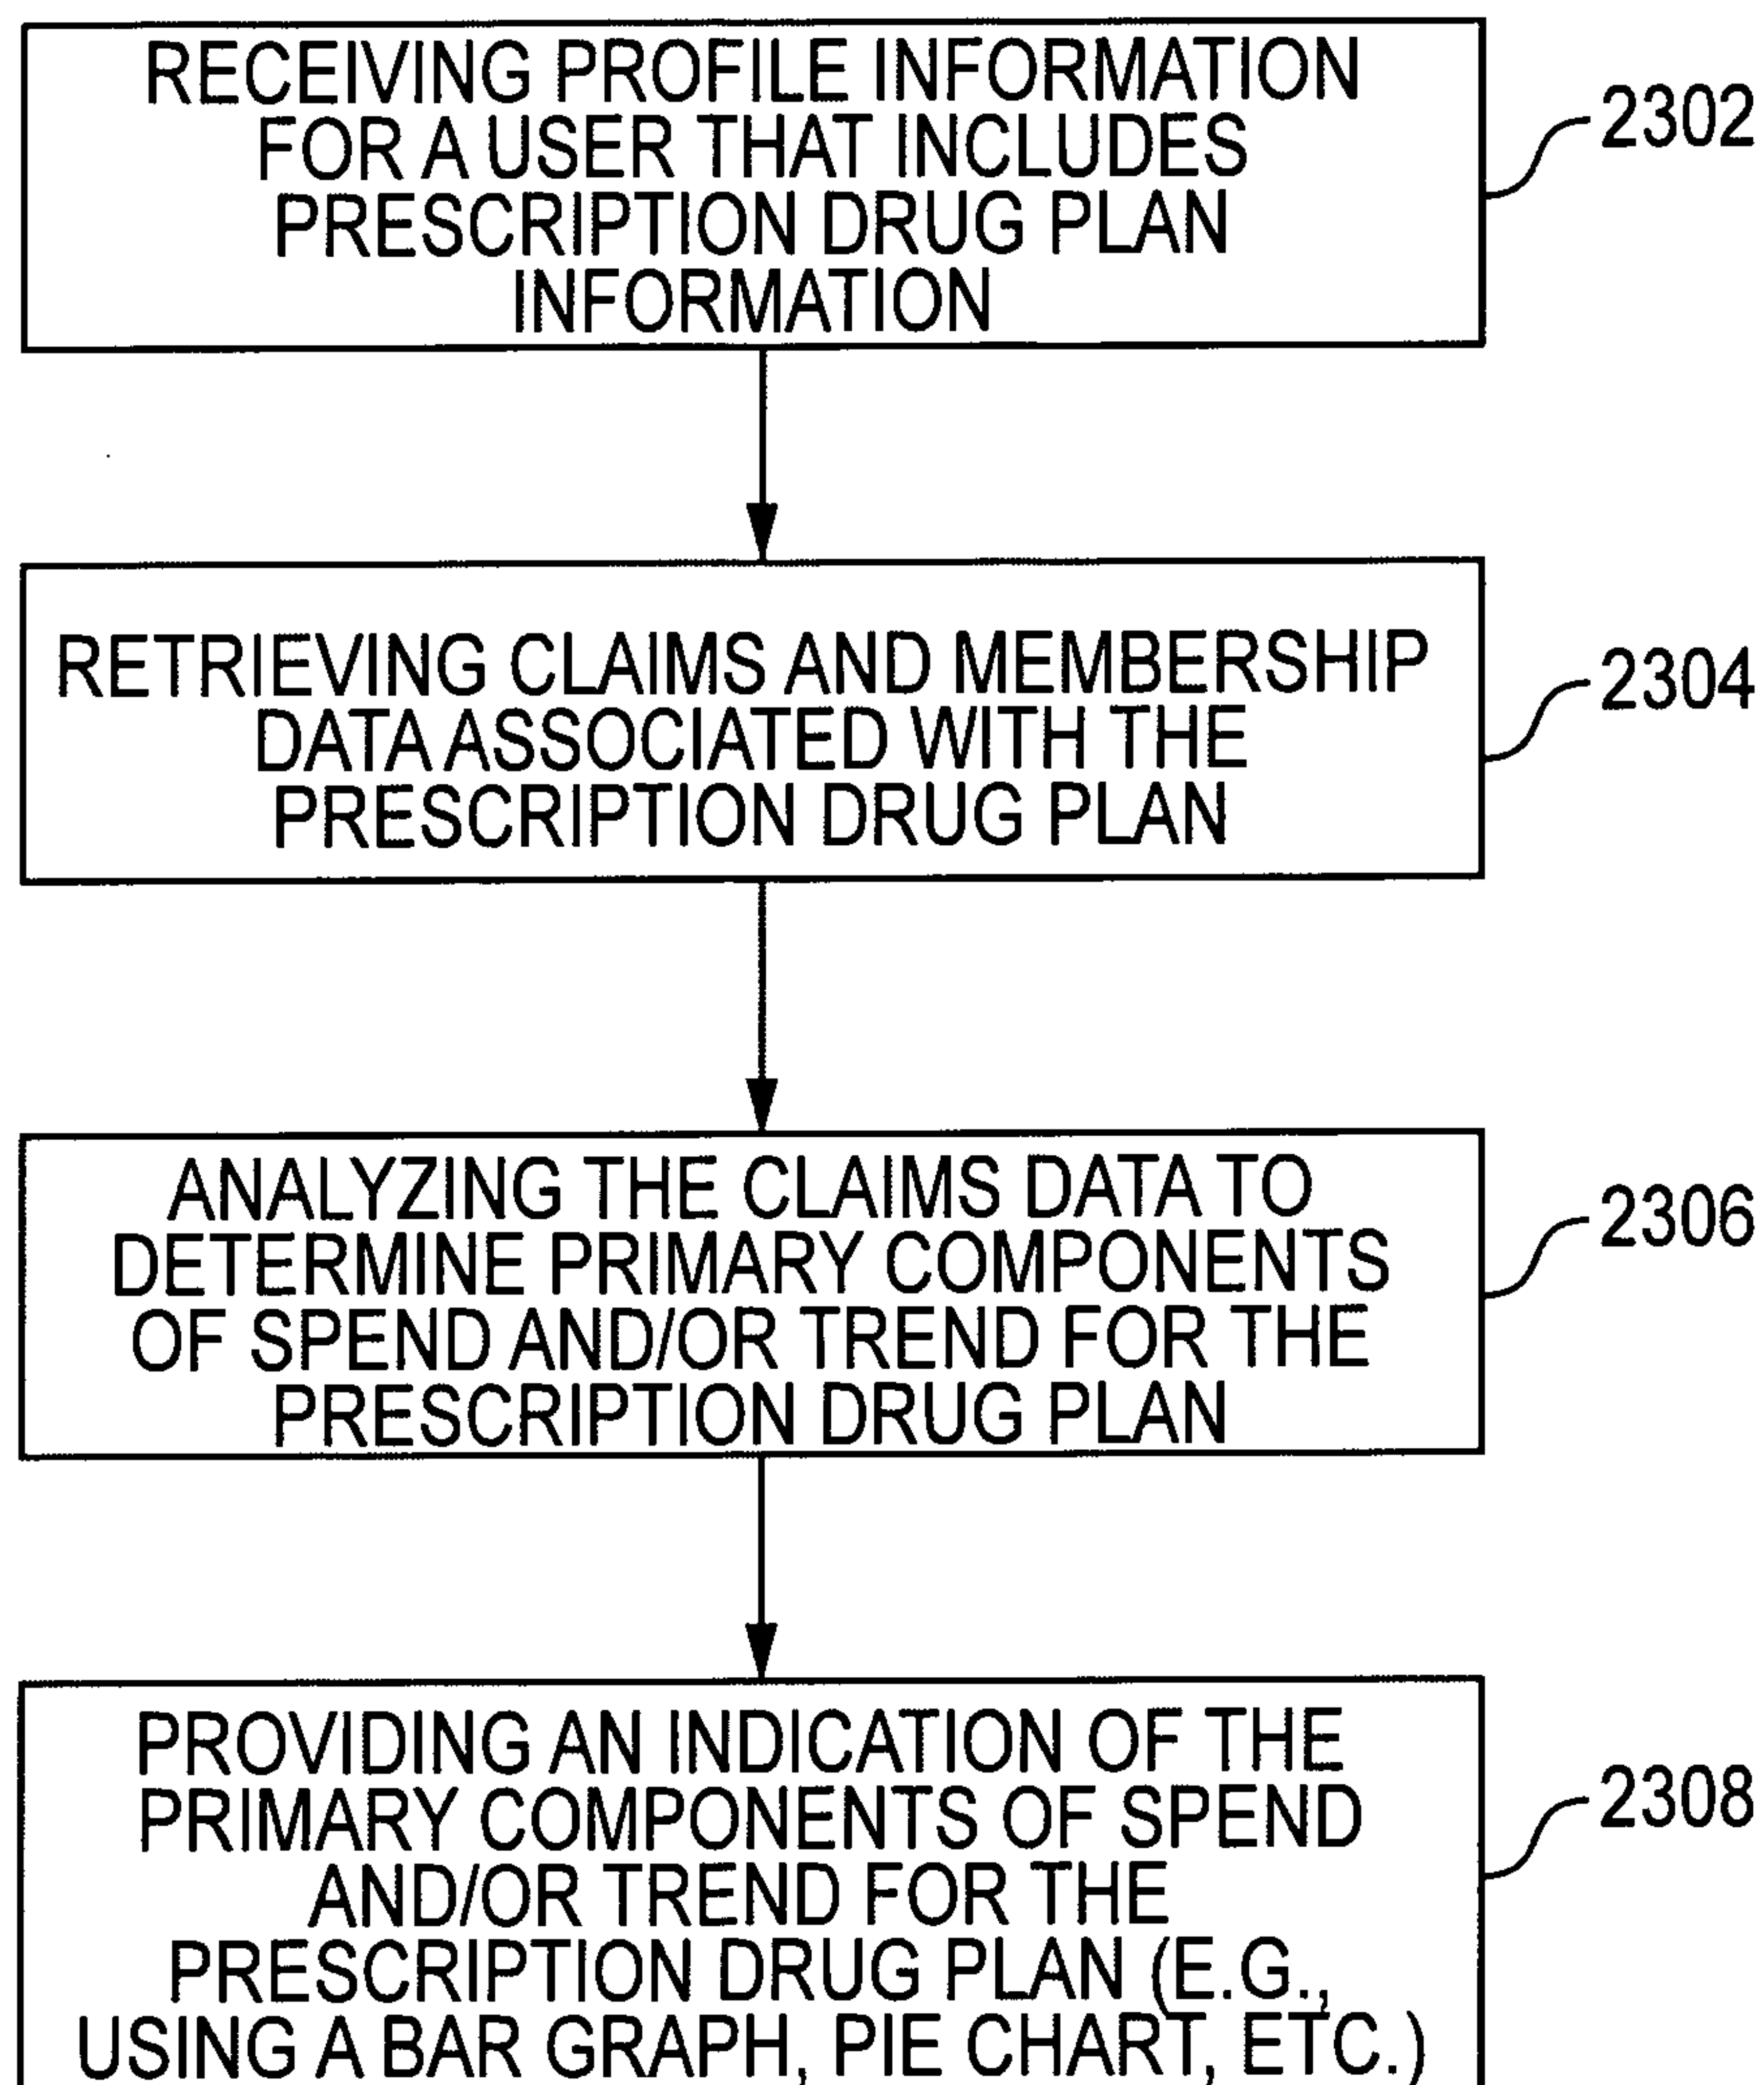 RECEIVING PROFILE INFORMATION
FOR A USER THAT INCLUDES
PRESCRIPTION DRUG PLAN
INFORMATION
2302
RETRIEVING CLAIMS AND MEMBERSHIP
DATA ASSOCIATED WITH THE
PRESCRIPTION DRUG PLAN
2304
ANALYZING THE CLAIMS DATA TO
DETERMINE PRIMARY COMPONENTS
OF SPEND AND/OR TREND FOR THE
PRESCRIPTION DRUG PLAN
2306
PROVIDING AN INDICATION OF THE
PRIMARY COMPONENTS OF SPEND
AND/OR TREND FOR THE
PRESCRIPTION DRUG PLAN (E.G.,
USING A BAR GRAPH, PIE CHART, ETC.)
2308